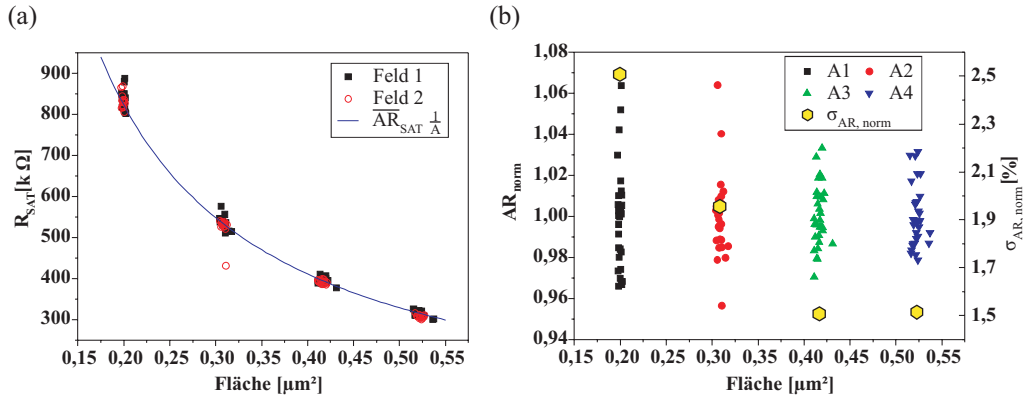 (a)
R_SAT[k Ω]
900
800
700
600
500
400
300
0,15 0,20 0,25 0,30 0,35 0,40 0,45 0,50 0,55
Fläche [µm²]
Feld 1
Feld 2
A̅R̅_SAT 1/A
(b)
AR_norm
1,08
1,06
1,04
1,02
1,00
0,98
0,96
0,94
0,15 0,20 0,25 0,30 0,35 0,40 0,45 0,50 0,55
Fläche [µm²]
A1 A2
A3 A4
σ_AR, norm
2,5
2,3
2,1
1,9
1,7
1,5
σ_AR, norm [%]